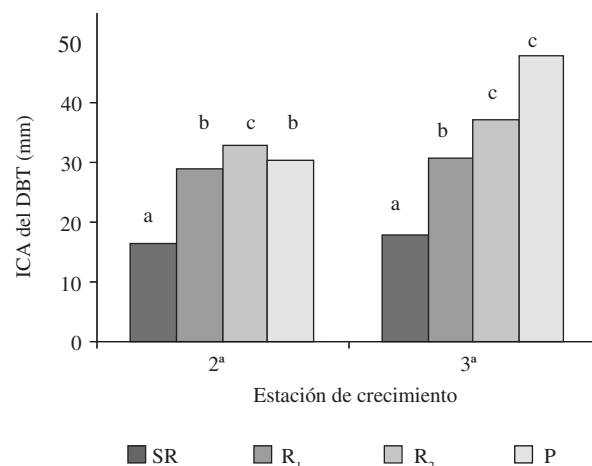 ICA del DBT (mm)
50
40
30
20
10
0
a
b
c
b
a
b
c
c
2ª
3ª
Estación de crecimiento
SR
R₁
R₂
P